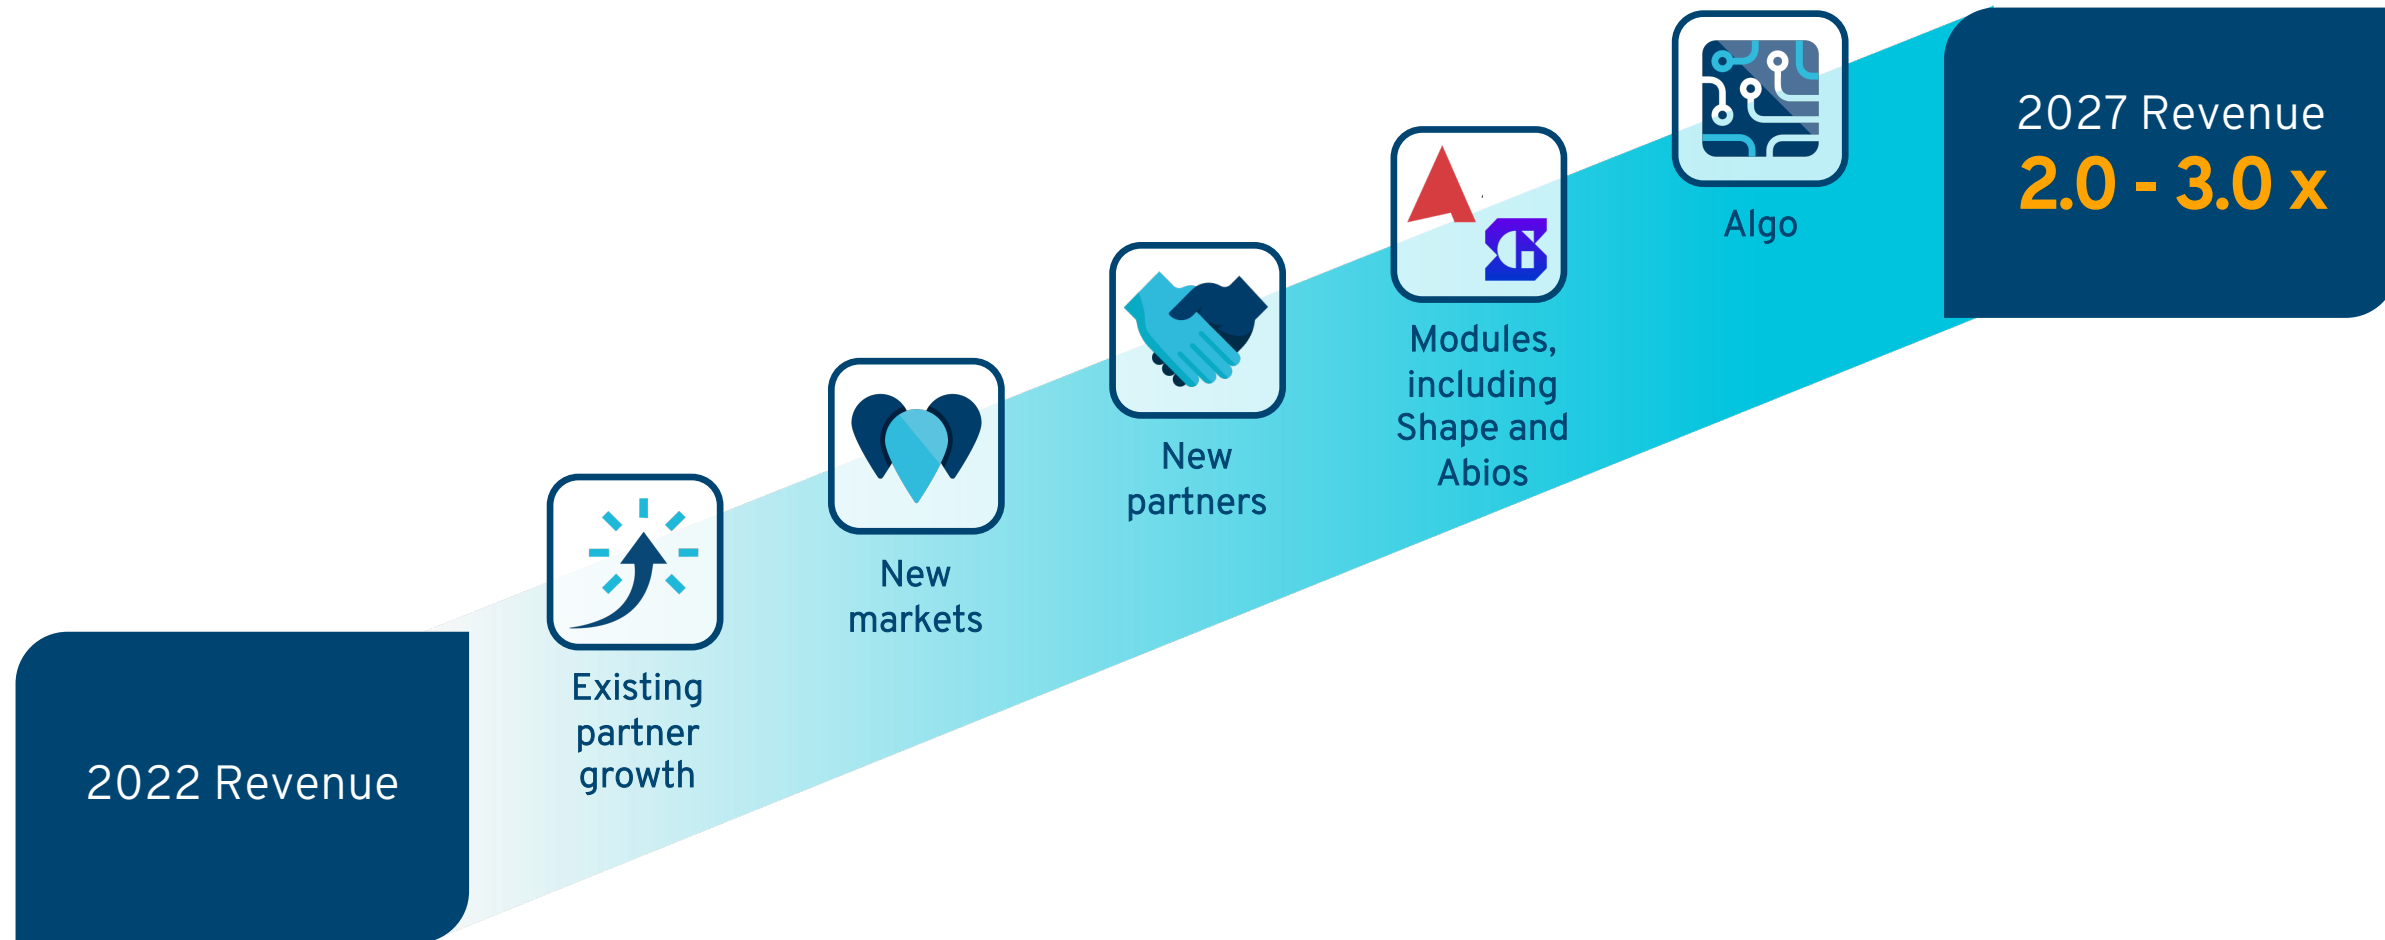 2022 Revenue
Existing
partner
growth
New
markets
New
partners
Modules,
including
Shape and
Abios
Algo
2027 Revenue
2.0 - 3.0 x